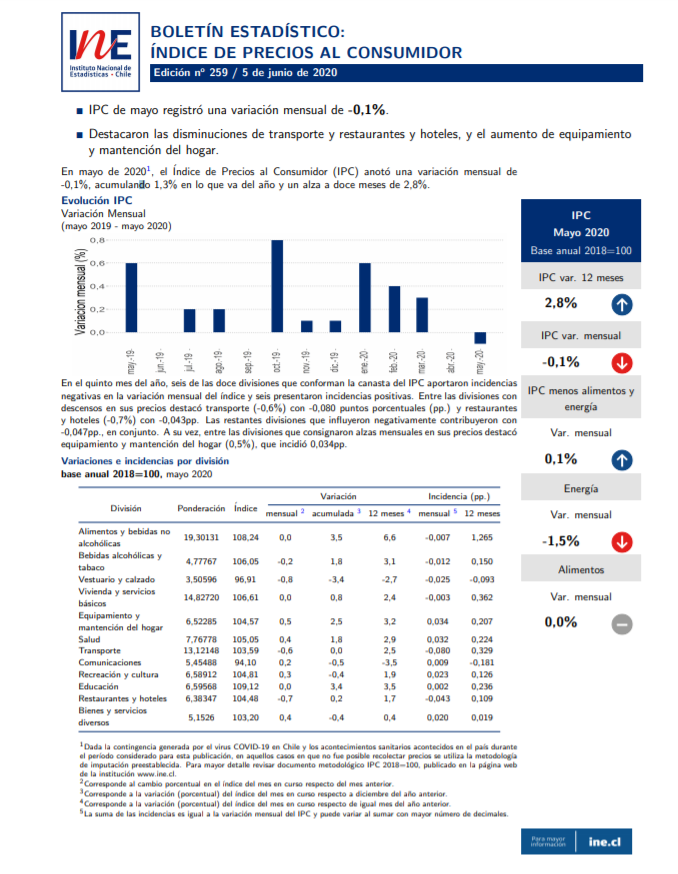 INE
Instituto Nacional de
Estadísticas - Chile
BOLETÍN ESTADÍSTICO:
ÍNDICE DE PRECIOS AL CONSUMIDOR
Edición nº 259 / 5 de junio de 2020
■ IPC de mayo registró una variación mensual de -0,1%.
■ Destacaron las disminuciones de transporte y restaurantes y hoteles, y el aumento de equipamiento
y mantención del hogar.
En mayo de 2020¹, el Índice de Precios al Consumidor (IPC) anotó una variación mensual de
-0,1%, acumulando 1,3% en lo que va del año y un alza a doce meses de 2,8%.
Evolución IPC
Variación Mensual
(mayo 2019 - mayo 2020)
Variacion mensual (%)
0,8
0,6
0,4
0,2
0,0
may.-19 jun.-19 jul.-19 ago.-19 sep.-19 oct.-19 nov.-19 dic.-19 ene.-20 feb.-20 mar.-20 abr.-20 may.-20
En el quinto mes del año, seis de las doce divisiones que conforman la canasta del IPC aportaron incidencias
negativas en la variación mensual del índice y seis presentaron incidencias positivas. Entre las divisiones con
descensos en sus precios destacó transporte (-0,6%) con -0,080 puntos porcentuales (pp.) y restaurantes
y hoteles (-0,7%) con -0,043pp. Las restantes divisiones que influyeron negativamente contribuyeron con
-0,047pp., en conjunto. A su vez, entre las divisiones que consignaron alzas mensuales en sus precios destacó
equipamiento y mantención del hogar (0,5%), que incidió 0,034pp.
Variaciones e incidencias por división
base anual 2018=100, mayo 2020
Variación Incidencia (pp.)
División Ponderación Índice mensual ² acumulada ³ 12 meses ⁴ mensual ⁵ 12 meses
Alimentos y bebidas no
alcohólicas 19,30131 108,24 0,0 3,5 6,6 -0,007 1,265
Bebidas alcohólicas y
tabaco 4,77767 106,05 -0,2 1,8 3,1 -0,012 0,150
Vestuario y calzado 3,50596 96,91 -0,8 -3,4 -2,7 -0,025 -0,093
Vivienda y servicios
básicos 14,82720 106,61 0,0 0,8 2,4 -0,003 0,362
Equipamiento y
mantención del hogar 6,52285 104,57 0,5 2,5 3,2 0,034 0,207
Salud 7,76778 105,05 0,4 1,8 2,9 0,032 0,224
Transporte 13,12148 103,59 -0,6 0,0 2,5 -0,080 0,329
Comunicaciones 5,45488 94,10 0,2 -0,5 -3,5 0,009 -0,181
Recreación y cultura 6,58912 104,81 0,3 -0,4 1,9 0,023 0,126
Educación 6,59568 109,12 0,0 3,4 3,5 0,002 0,236
Restaurantes y hoteles 6,38347 104,48 -0,7 0,2 1,7 -0,043 0,109
Bienes y servicios
diversos 5,1526 103,20 0,4 -0,4 0,4 0,020 0,019
¹Dada la contingencia generada por el virus COVID-19 en Chile y los acontecimientos sanitarios acontecidos en el país durante
el período considerado para esta publicación, en aquellos casos en que no fue posible recolectar precios se utiliza la metodología
de imputación preestablecida. Para mayor detalle revisar documento metodológico IPC 2018=100, publicado en la página web
de la institución www.ine.cl.
²Corresponde al cambio porcentual en el índice del mes en curso respecto del mes anterior.
³Corresponde a la variación (porcentual) del índice del mes en curso respecto a diciembre del año anterior.
⁴Corresponde a la variación (porcentual) del índice del mes en curso respecto de igual mes del año anterior.
⁵La suma de las incidencias es igual a la variación mensual del IPC y puede variar al sumar con mayor número de decimales.
IPC
Mayo 2020
Base anual 2018=100
IPC var. 12 meses
2,8%
IPC var. mensual
-0,1%
IPC menos alimentos y
energía
Var. mensual
0,1%
Energía
Var. mensual
-1,5%
Alimentos
Var. mensual
0,0%
Para mayor
información
ine.cl